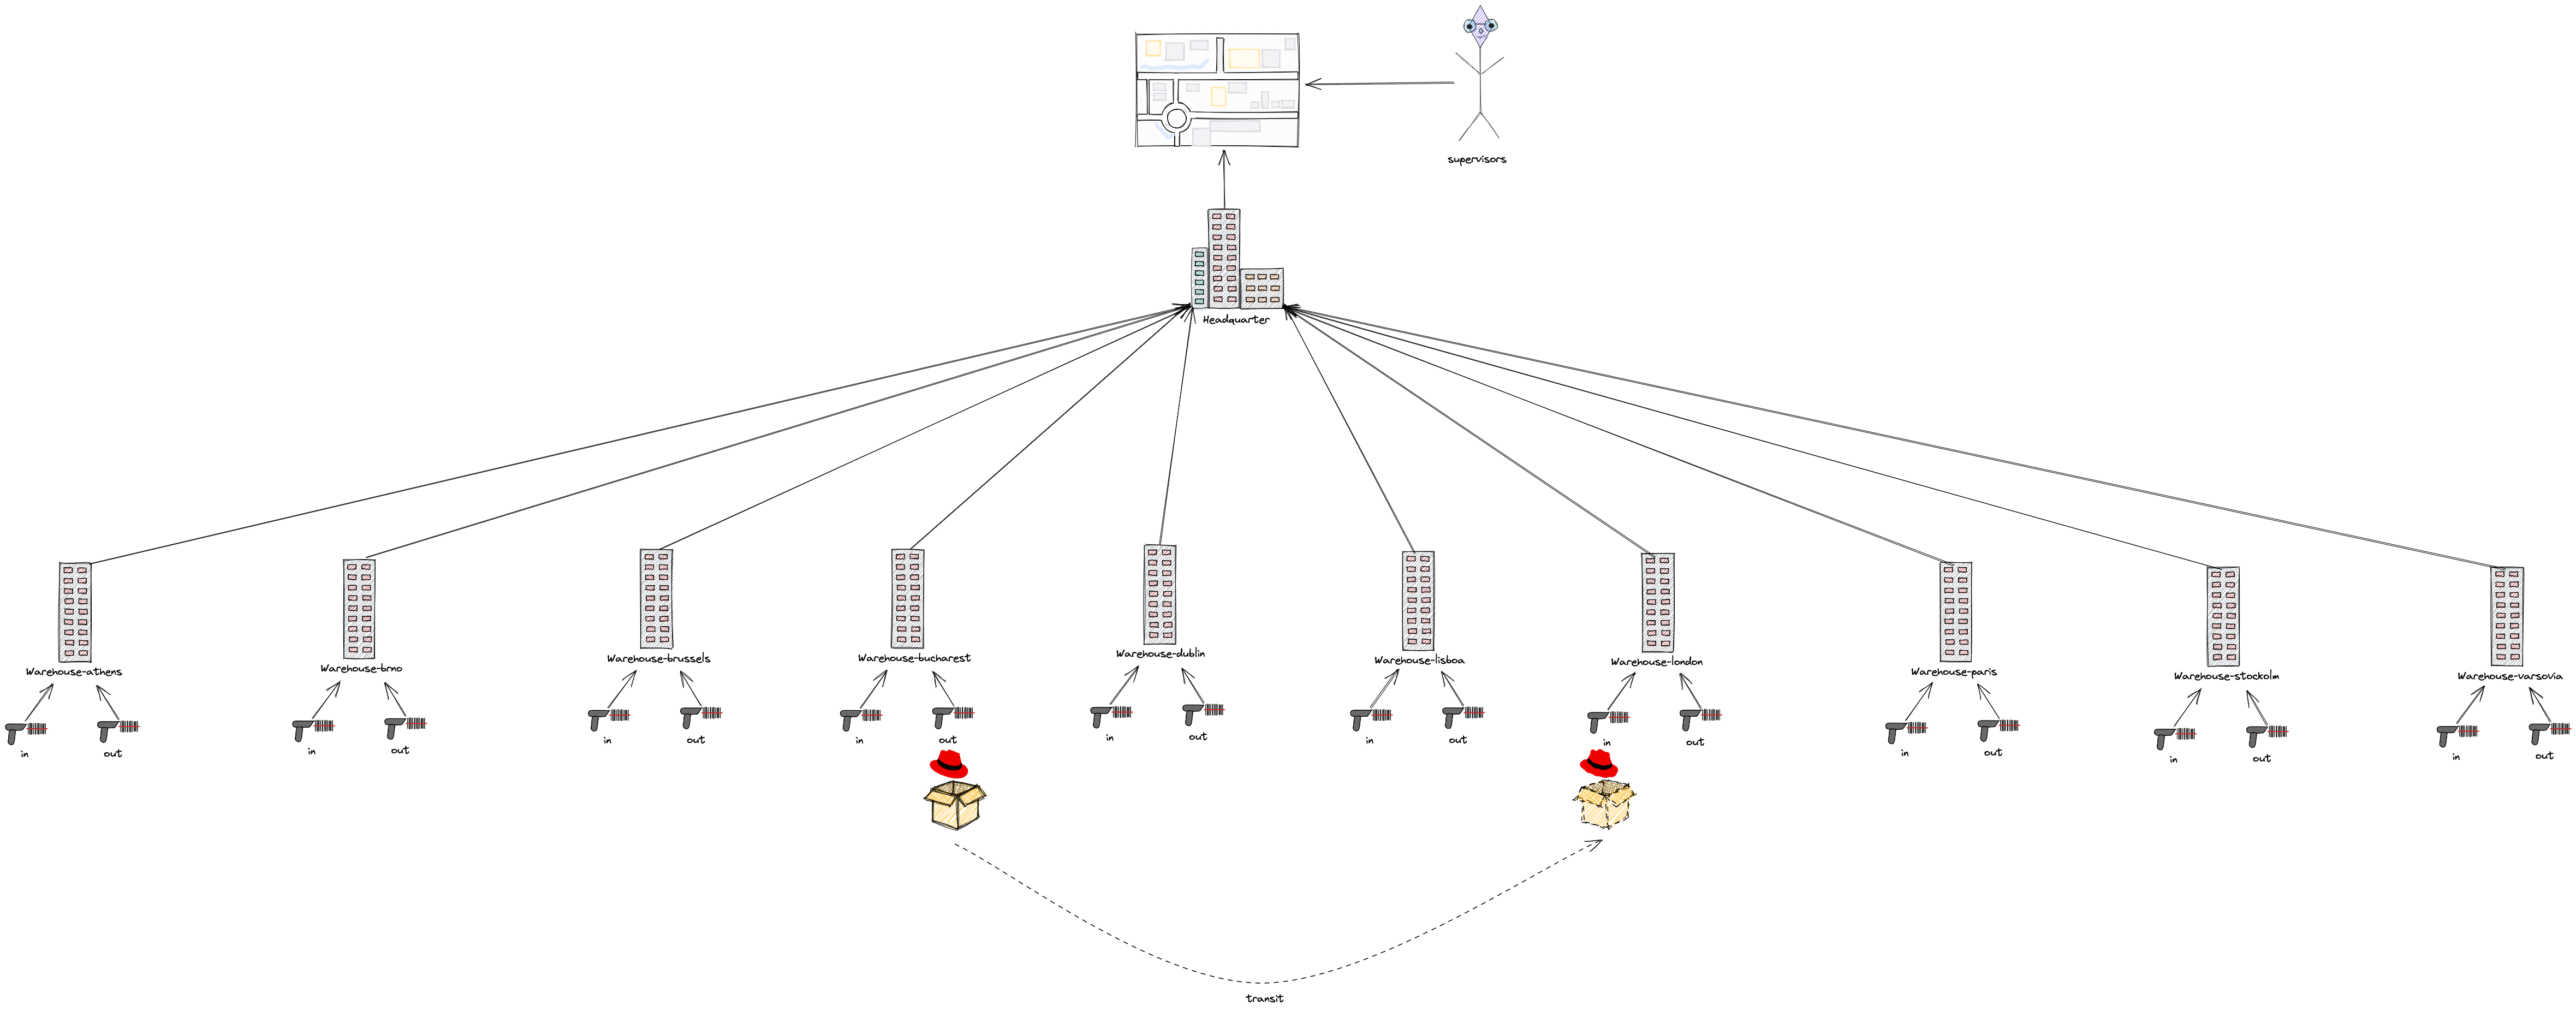 supervisors
Headquarter
Warehouse-athens
Warehouse-brno
Warehouse-brussels
Warehouse-bucharest
Warehouse-dublin
Warehouse-lisboa
Warehouse-london
Warehouse-paris
Warehouse-stockolm
Warehouse-varsovia
in
out
in
out
in
out
in
out
in
out
in
out
in
out
in
out
in
out
in
out
transit